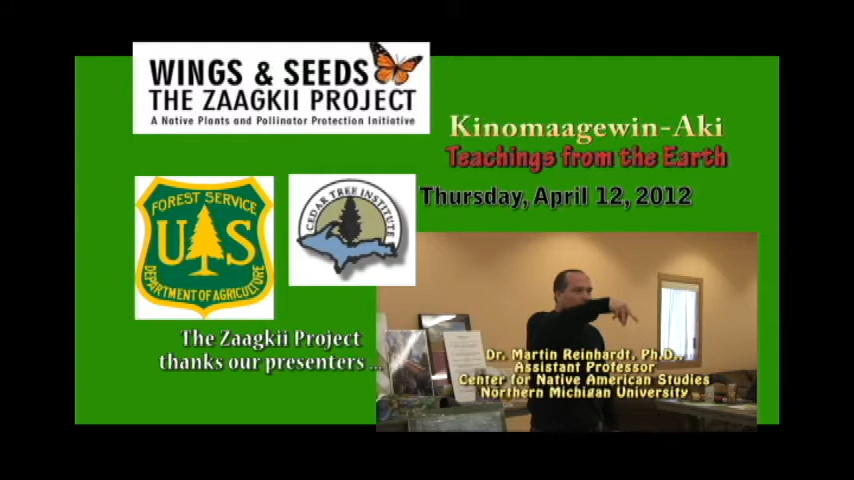 WINGS & SEEDS
THE ZAAGKII PROJECT
A Native Plants and Pollinator Protection Initiative
Kinomaagewin-Aki
Teachings from the Earth
Thursday, April 12, 2012
FOREST SERVICE
U S
DEPARTMENT OF AGRICULTURE
CEDAR TREE INSTITUTE
The Zaagkii Project
thanks our presenters ...
Dr. Martin Reinhardt, Ph.D.,
Assistant Professor
Center for Native American Studies
Northern Michigan University